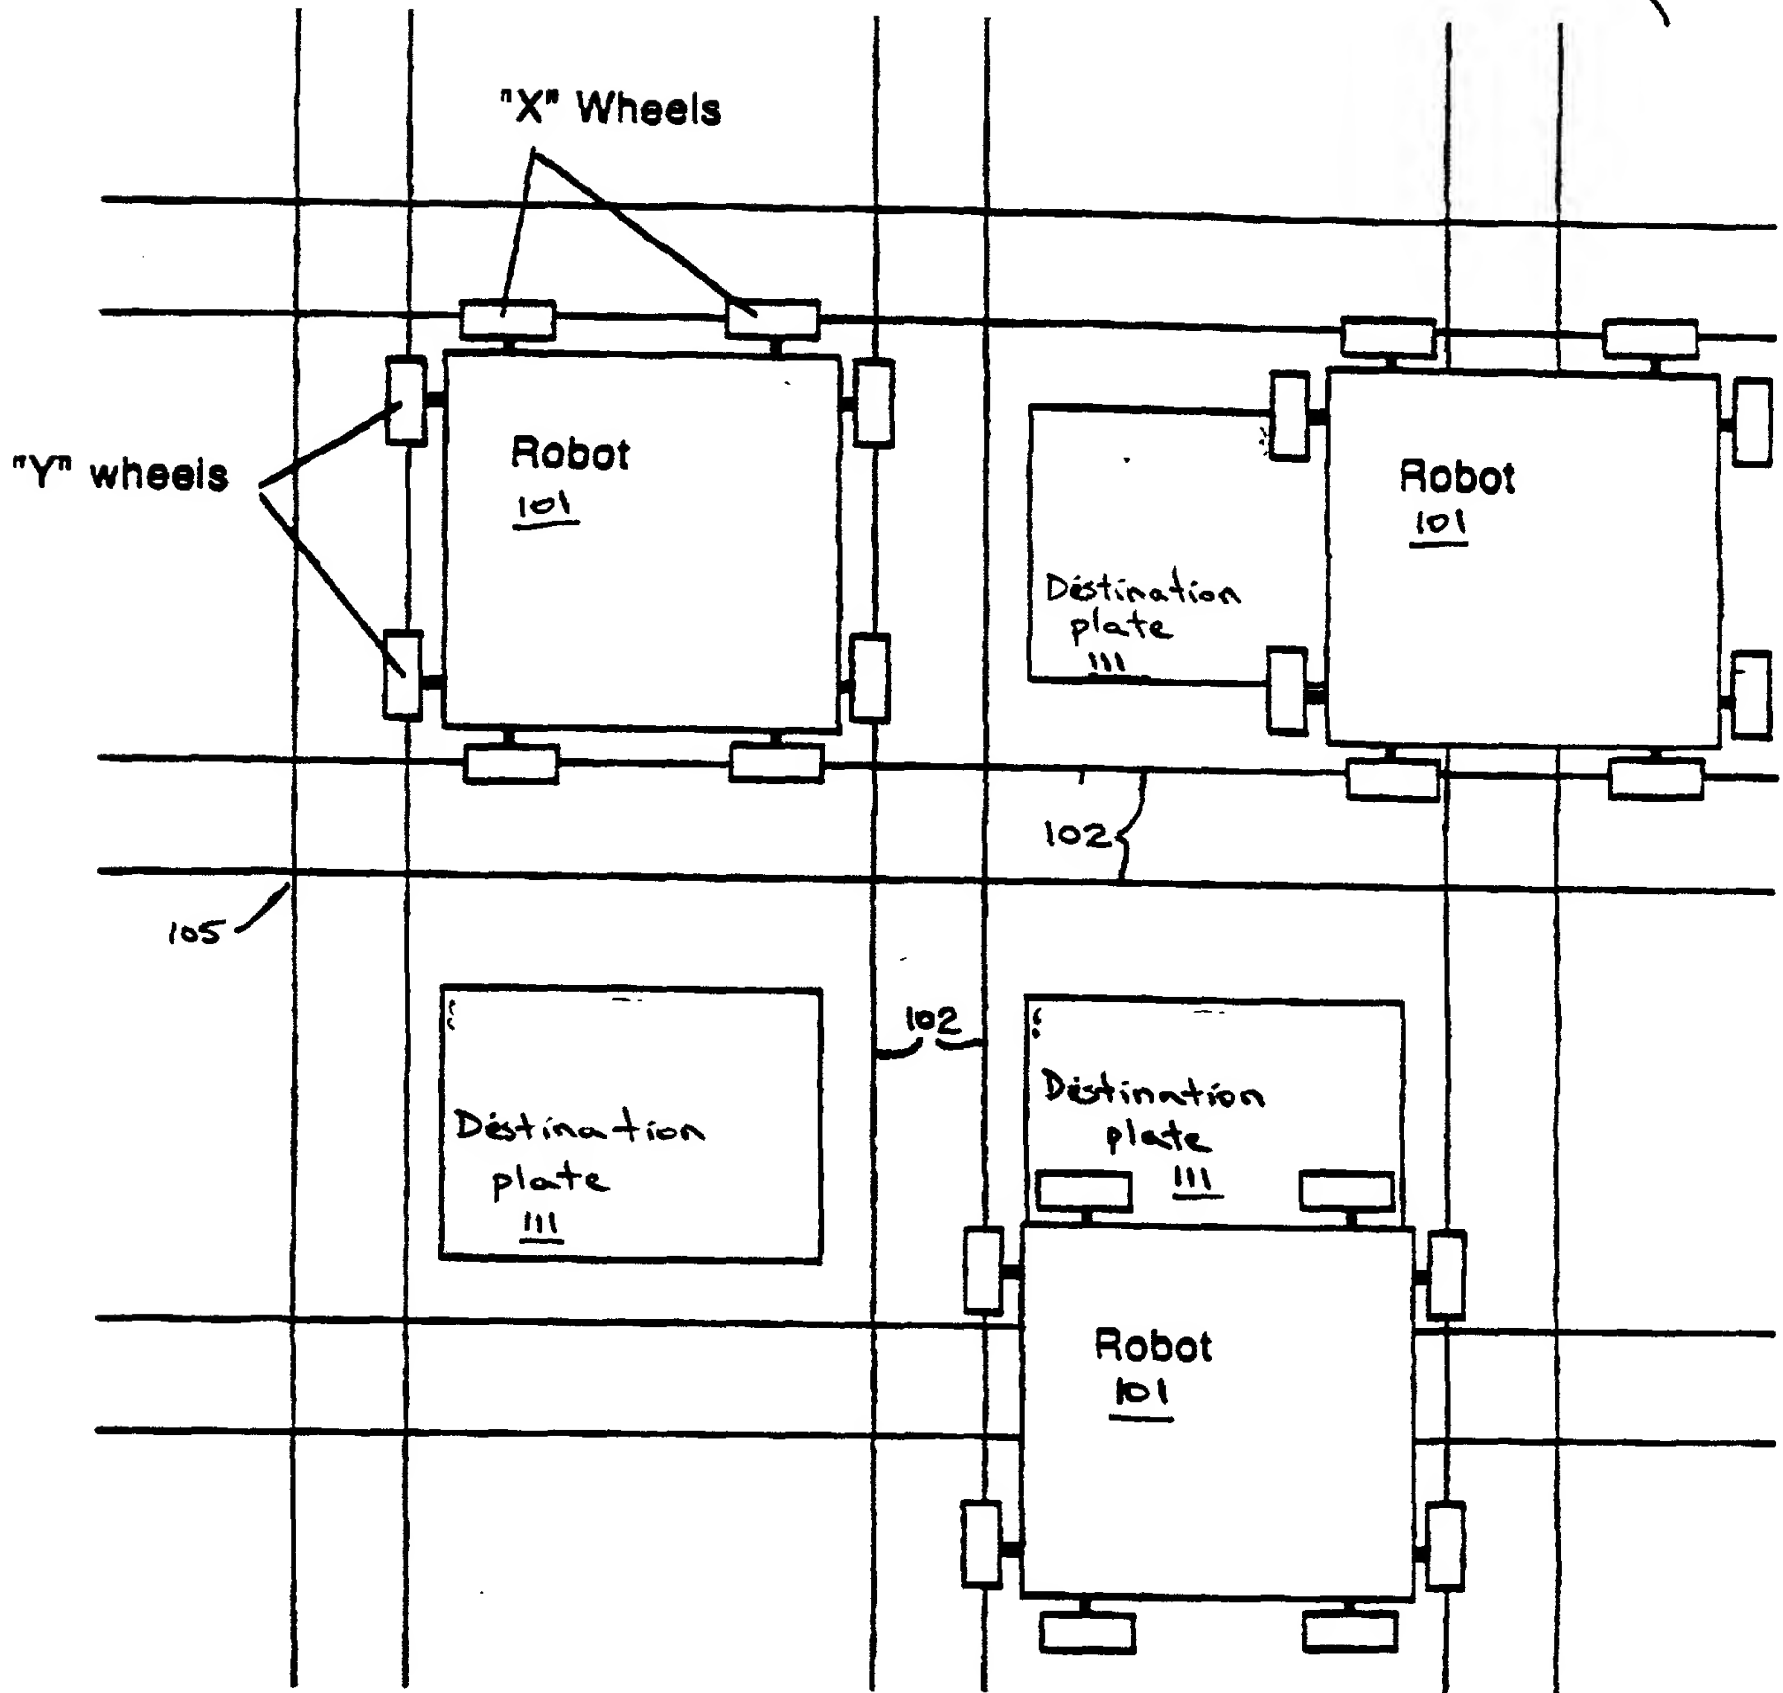 "X" Wheels
"Y" wheels
Robot
101
Robot
101
Destination
plate
111
102
105
102
Destination
plate
111
Destination
plate
111
Robot
101